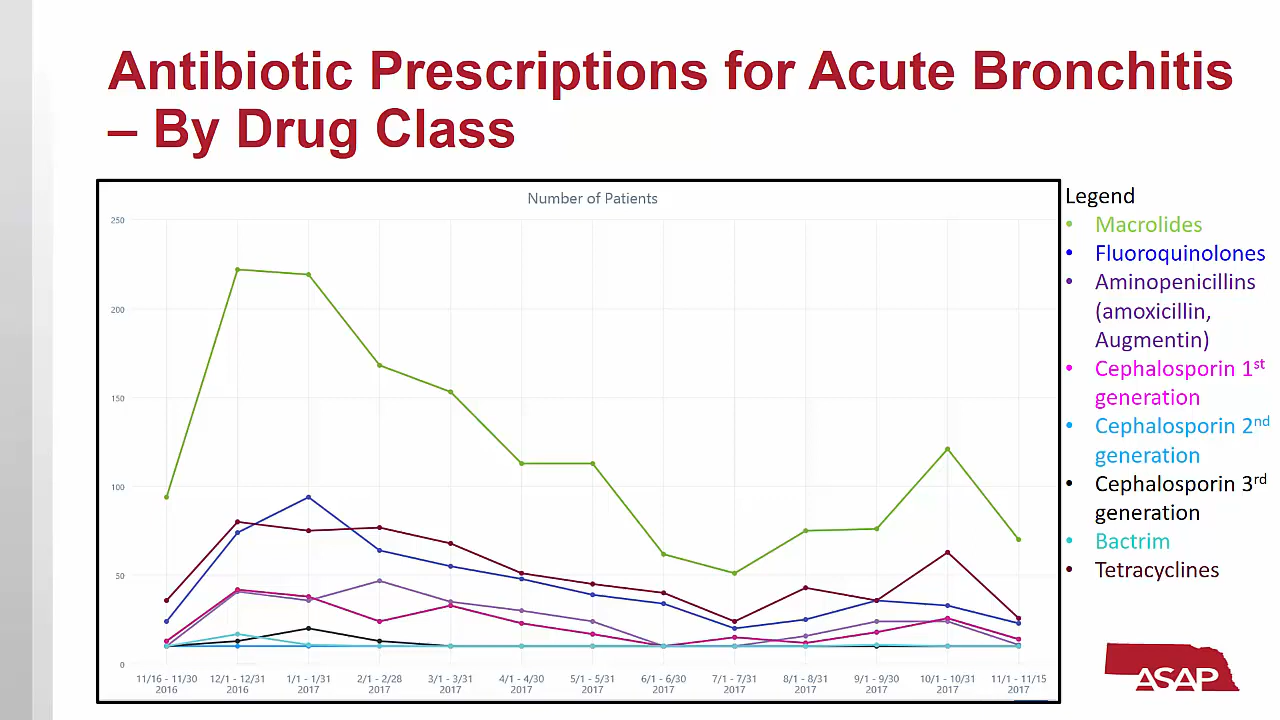 Antibiotic Prescriptions for Acute Bronchitis
– By Drug Class
Number of Patients
250
200
150
100
50
0
11/16 - 11/30 2016
12/1 - 12/31 2016
1/1 - 1/31 2017
2/1 - 2/28 2017
3/1 - 3/31 2017
4/1 - 4/30 2017
5/1 - 5/31 2017
6/1 - 6/30 2017
7/1 - 7/31 2017
8/1 - 8/31 2017
9/1 - 9/30 2017
10/1 - 10/31 2017
11/1 - 11/15 2017
Legend
• Macrolides
• Fluoroquinolones
• Aminopenicillins
(amoxicillin,
Augmentin)
• Cephalosporin 1st
generation
• Cephalosporin 2nd
generation
• Cephalosporin 3rd
generation
• Bactrim
• Tetracyclines
ASAP